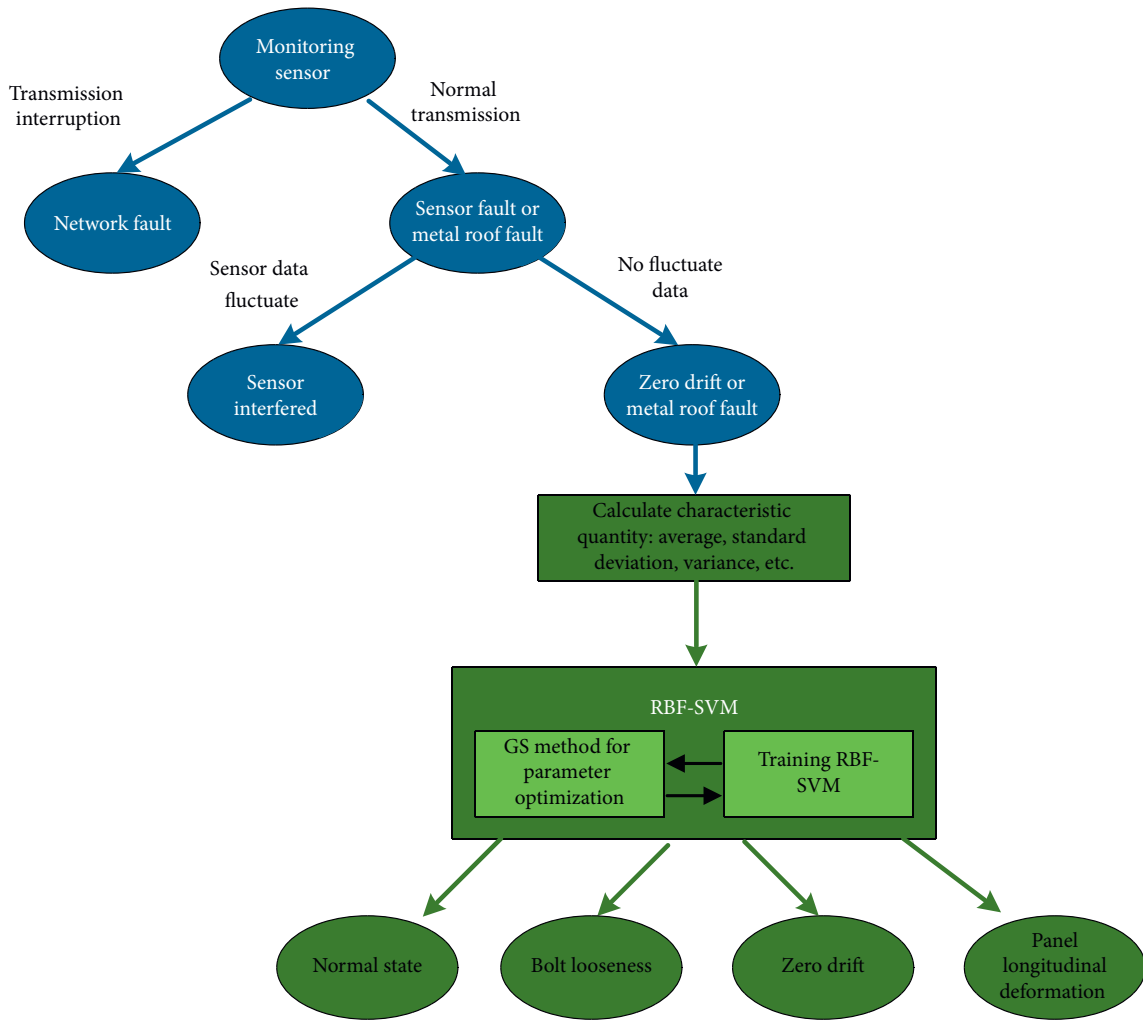 Monitoring
sensor
Transmission
interruption
Normal
transmission
Network fault
Sensor fault or
metal roof fault
Sensor data
fluctuate
No fluctuate
data
Sensor
interfered
Zero drift or
metal roof fault
Calculate characteristic
quantity: average, standard
deviation, variance, etc.
RBF-SVM
GS method for
parameter
optimization
Training RBF-
SVM
Normal state
Bolt looseness
Zero drift
Panel
longitudinal
deformation